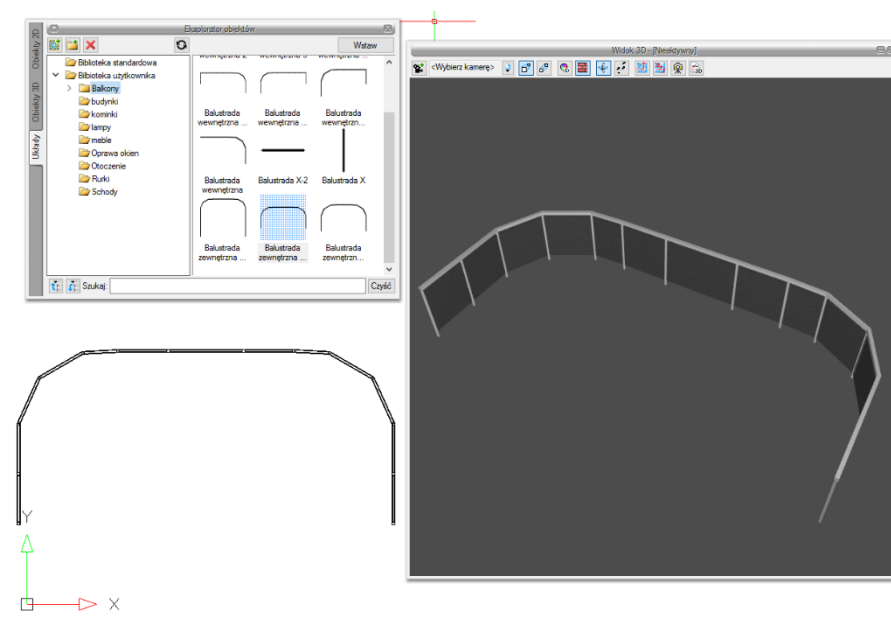 Eksplorator obiektów
Obiekty 2D
Obiekty 3D
Układy
Wstaw
Biblioteka standardowa
Bibioteka użytkownika
Balkony
budynki
kominki
lampy
meble
Oprawa okien
Otoczenie
Rurki
Schody
Balustrada wewnętrzna ...
Balustrada wewnętrzna ...
Balustrada wewnętrzn...
Balustrada wewnętrzna
Balustrada X-2
Balustrada X
Balustrada zewnętrzna ...
Balustrada zewnętrzna ...
Balustrada zewnętrzn...
Szukaj:
Czyść
Widok 3D - [Nieaktywny]
<Wybierz kamerę>
Y
X